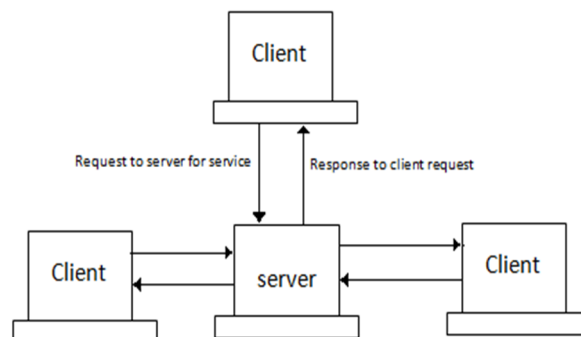 Client
Request to server for service
Response to client request
Client
server
Client